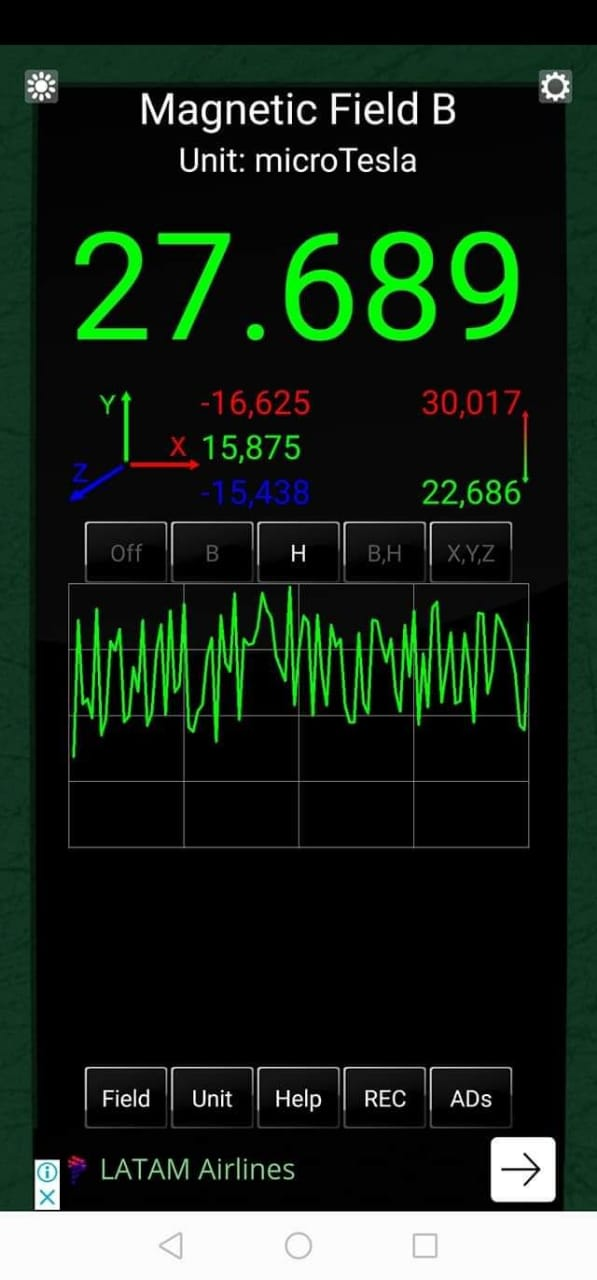 Magnetic Field B
Unit: microTesla
27.689
Y
X
Z
-16,625
15,875
-15,438
30,017
22,686
Off B H B,H X,Y,Z
Field Unit Help REC ADs
LATAM Airlines